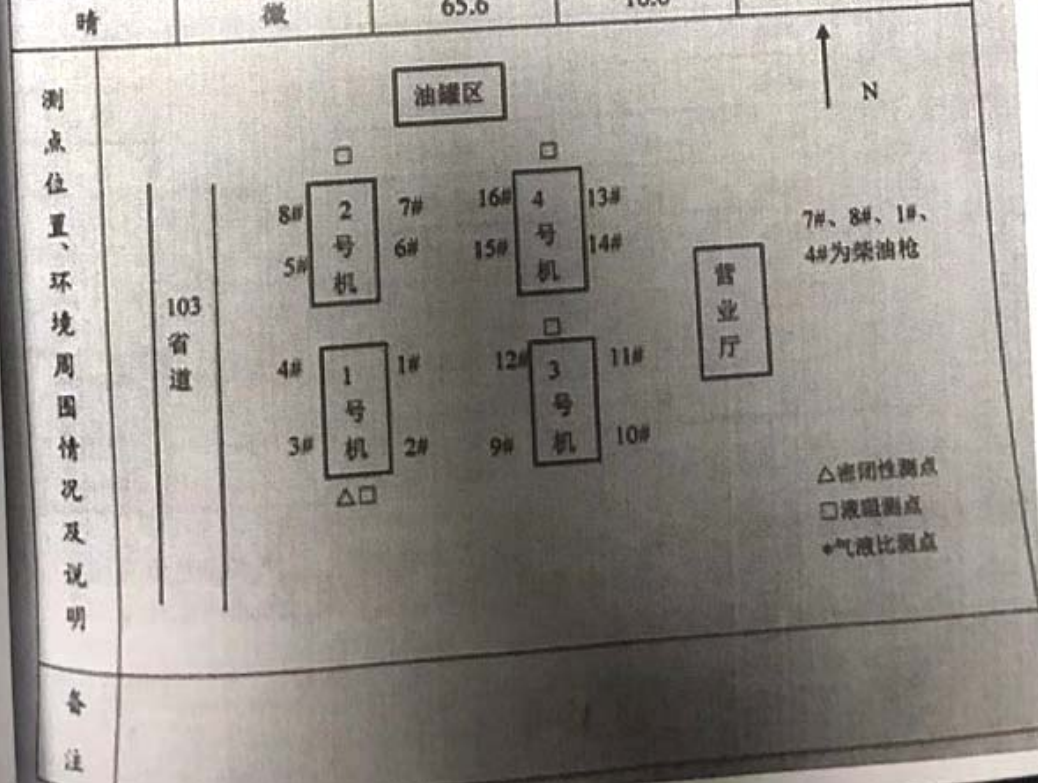 晴 微 65.6
测点位置、环境周围情况及说明
油罐区
N
8# 2号机 7#
5# 6#
16# 4号机 13#
15# 14#
7#、8#、1#、
4#为柴油枪
营业厅
103省道
4# 1号机 1#
3# 2#
12# 3号机 11#
9# 10#
△□
△密闭性测点
□液阻测点
*气液比测点
备注